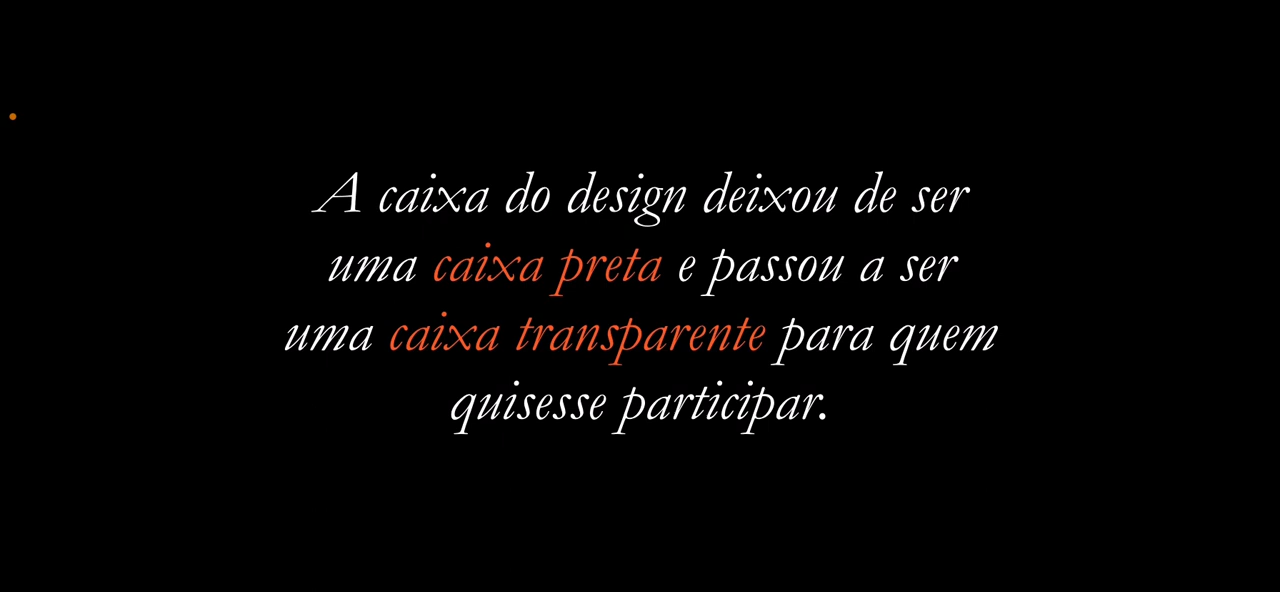 A caixa do design deixou de ser
uma caixa preta e passou a ser
uma caixa transparente para quem
quisesse participar.